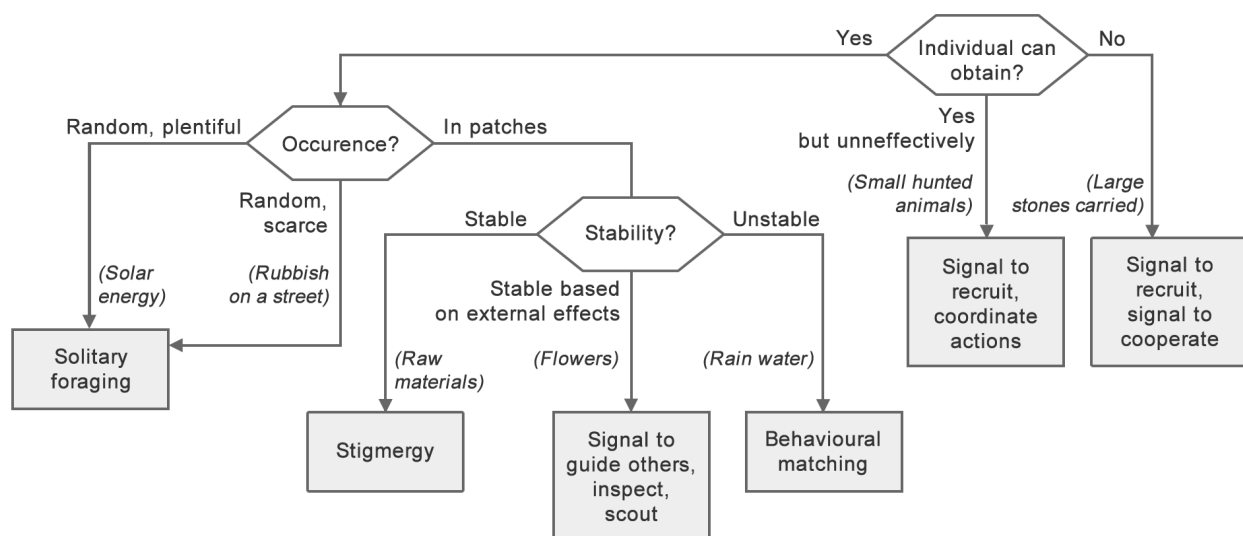 Yes
Individual can
obtain?
No
Random, plentiful
Occurence?
In patches
Yes
but unneffectively
Random,
scarce
(Small hunted
animals)
(Large
stones carried)
Stable
Stability?
Unstable
(Solar
energy)
(Rubbish
on a street)
Stable based
on external effects
Signal to
recruit,
coordinate
actions
Signal to
recruit,
signal to
cooperate
Solitary
foraging
(Raw
materials)
(Flowers)
(Rain water)
Stigmergy
Signal to
guide others,
inspect,
scout
Behavioural
matching